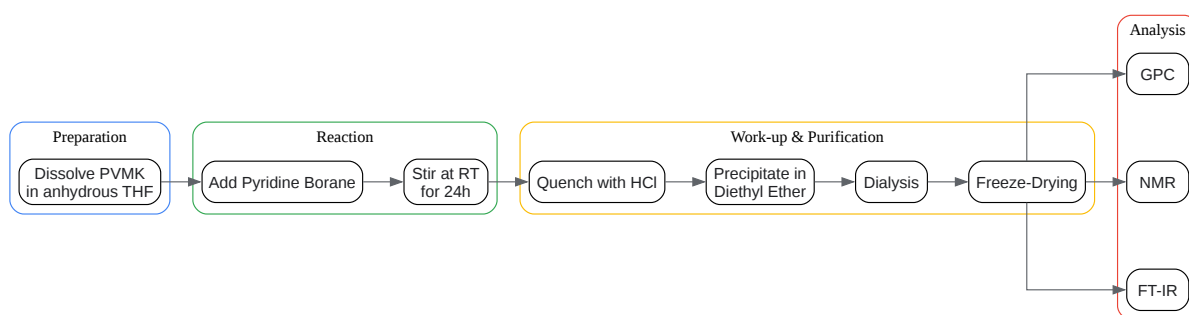 Preparation
Dissolve PVMK
in anhydrous THF
Reaction
Add Pyridine Borane
Stir at RT
for 24h
Work-up & Purification
Quench with HCl
Precipitate in
Diethyl Ether
Dialysis
Freeze-Drying
Analysis
GPC
NMR
FT-IR